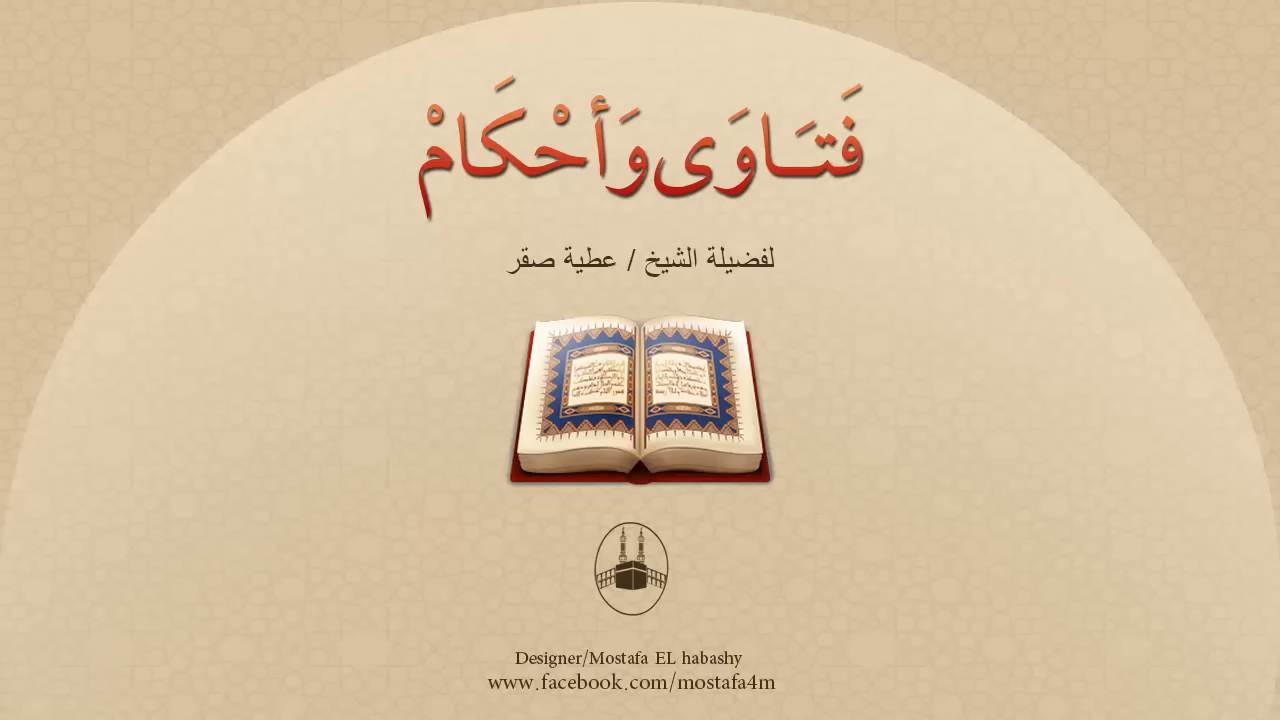 فَتَاوَى وَأَحْكَامْ
لفضيلة الشيخ / عطية صقر
Designer/Mostafa EL habashy
www.facebook.com/mostafa4m